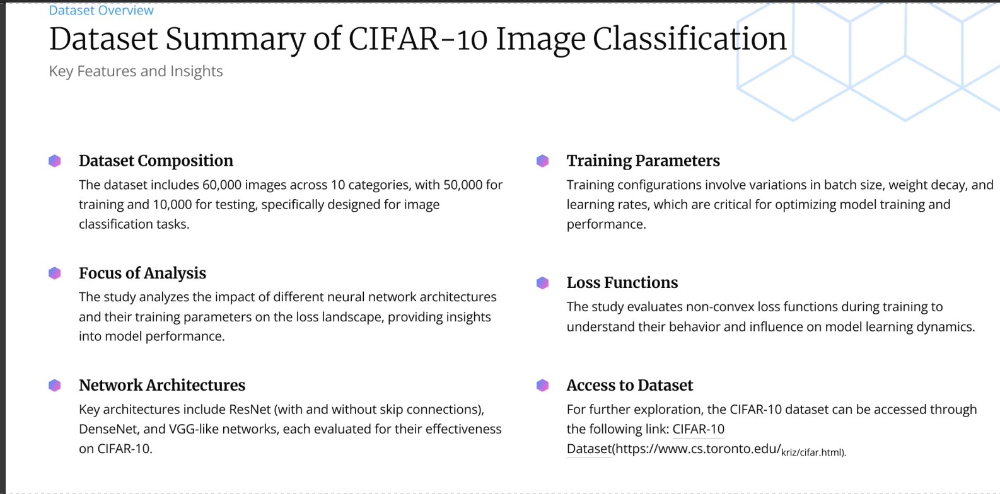 Dataset Overview
Dataset Summary of CIFAR-10 Image Classification
Key Features and Insights
Dataset Composition
The dataset includes 60,000 images across 10 categories, with 50,000 for
training and 10,000 for testing, specifically designed for image
classification tasks.
Focus of Analysis
The study analyzes the impact of different neural network architectures
and their training parameters on the loss landscape, providing insights
into model performance.
Network Architectures
Key architectures include ResNet (with and without skip connections),
DenseNet, and VGG-like networks, each evaluated for their effectiveness
on CIFAR-10.
Training Parameters
Training configurations involve variations in batch size, weight decay, and
learning rates, which are critical for optimizing model training and
performance.
Loss Functions
The study evaluates non-convex loss functions during training to
understand their behavior and influence on model learning dynamics.
Access to Dataset
For further exploration, the CIFAR-10 dataset can be accessed through
the following link: CIFAR-10
Dataset(https://www.cs.toronto.edu/kriz/cifar.html).